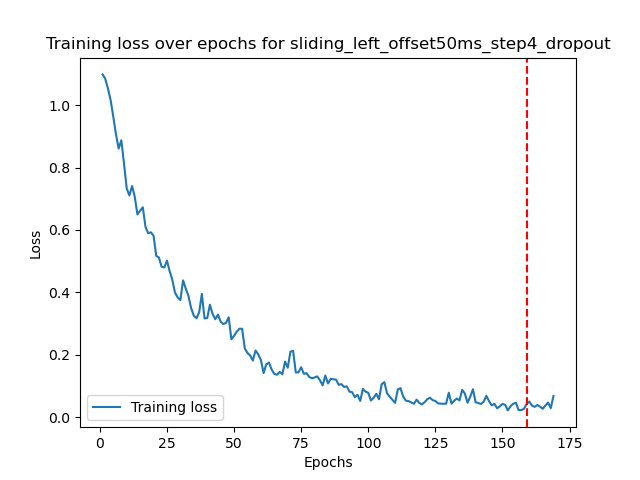 Training loss over epochs for sliding_left_offset50ms_step4_dropout
1.0
0.8
0.6
0.4
0.2
0.0
Loss
Training loss
0 25 50 75 100 125 150 175
Epochs